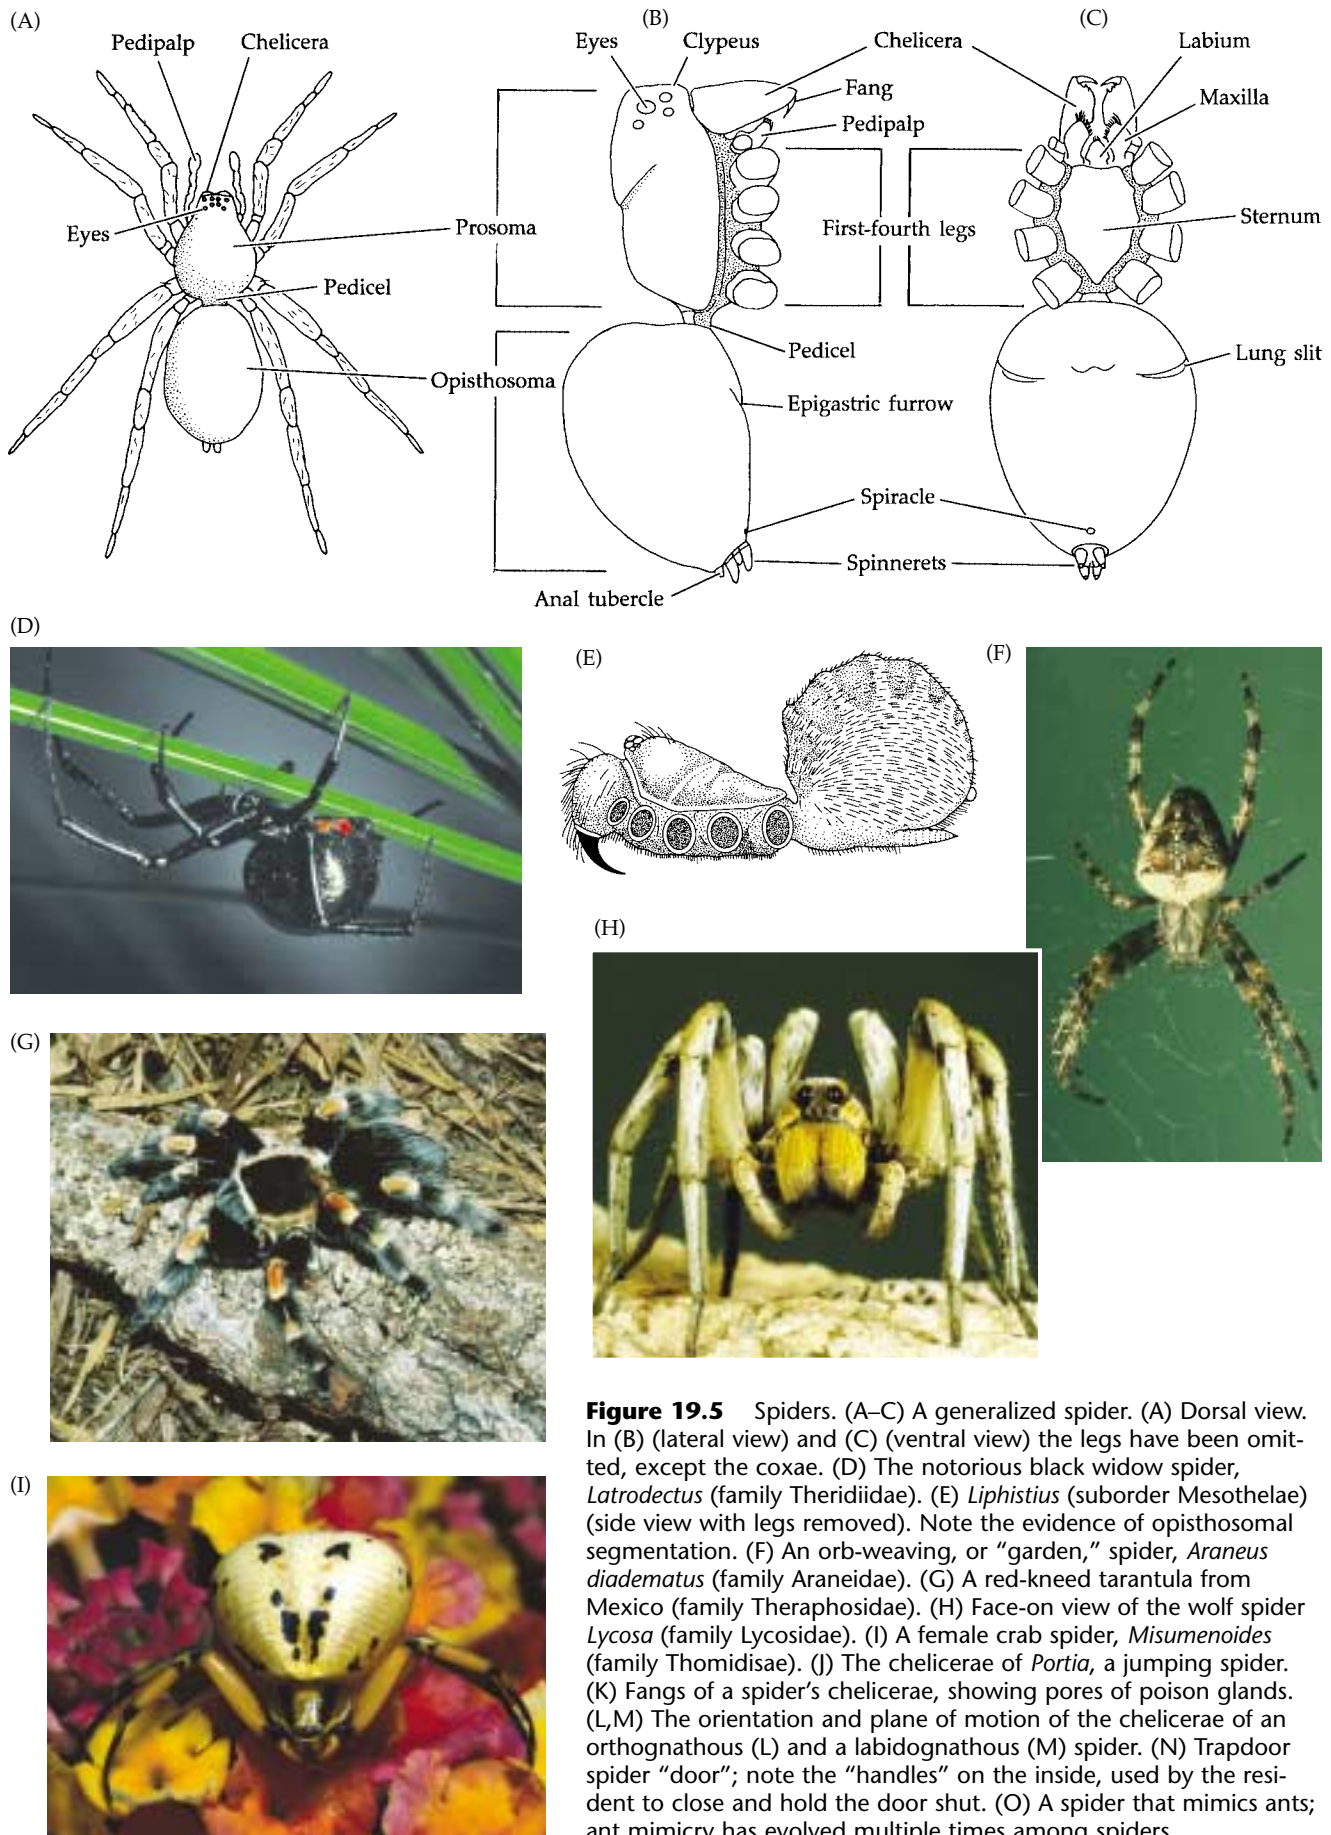 (A)
(B)
(C)
Pedipalp
Chelicera
Eyes
Clypeus
Chelicera
Labium
Fang
Maxilla
Pedipalp
Eyes
Prosoma
First-fourth legs
Sternum
Pedicel
Pedicel
Lung slit
Opisthosoma
Epigastric furrow
Spiracle
Spinnerets
Anal tubercle
(D)
(E)
(F)
(H)
(G)
(I)
Figure 19.5 Spiders. (A–C) A generalized spider. (A) Dorsal view.
In (B) (lateral view) and (C) (ventral view) the legs have been omit-
ted, except the coxae. (D) The notorious black widow spider,
Latrodectus (family Theridiidae). (E) Liphistius (suborder Mesothelae)
(side view with legs removed). Note the evidence of opisthosomal
segmentation. (F) An orb-weaving, or “garden,” spider, Araneus
diadematus (family Araneidae). (G) A red-kneed tarantula from
Mexico (family Theraphosidae). (H) Face-on view of the wolf spider
Lycosa (family Lycosidae). (I) A female crab spider, Misumenoides
(family Thomidisae). (J) The chelicerae of Portia, a jumping spider.
(K) Fangs of a spider’s chelicerae, showing pores of poison glands.
(L,M) The orientation and plane of motion of the chelicerae of an
orthognathous (L) and a labidognathous (M) spider. (N) Trapdoor
spider “door”; note the “handles” on the inside, used by the resi-
dent to close and hold the door shut. (O) A spider that mimics ants;
ant mimicry has evolved multiple times among spiders.